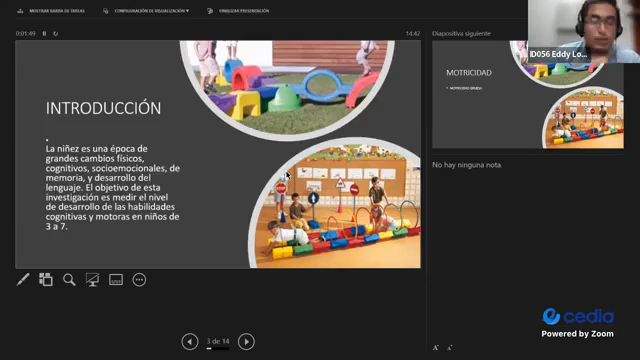 MOSTRAR BARRA DE TAREAS
CONFIGURACIÓN DE VISUALIZACIÓN ▾
FINALIZAR PRESENTACIÓN
0:01:49
14:42
Diapositiva siguiente
ID056 Eddy Lo...
INTRODUCCIÓN
La niñez es una época de
grandes cambios físicos,
cognitivos, socioemocionales, de
memoria, y desarrollo del
lenguaje. El objetivo de esta
investigación es medir el nivel
de desarrollo de las habilidades
cognitivas y motoras en niños de
3 a 7.
MOTRICIDAD
• MOTRICIDAD GRUESA
No hay ninguna nota.
3 de 14
cedia
Powered by Zoom
A
A